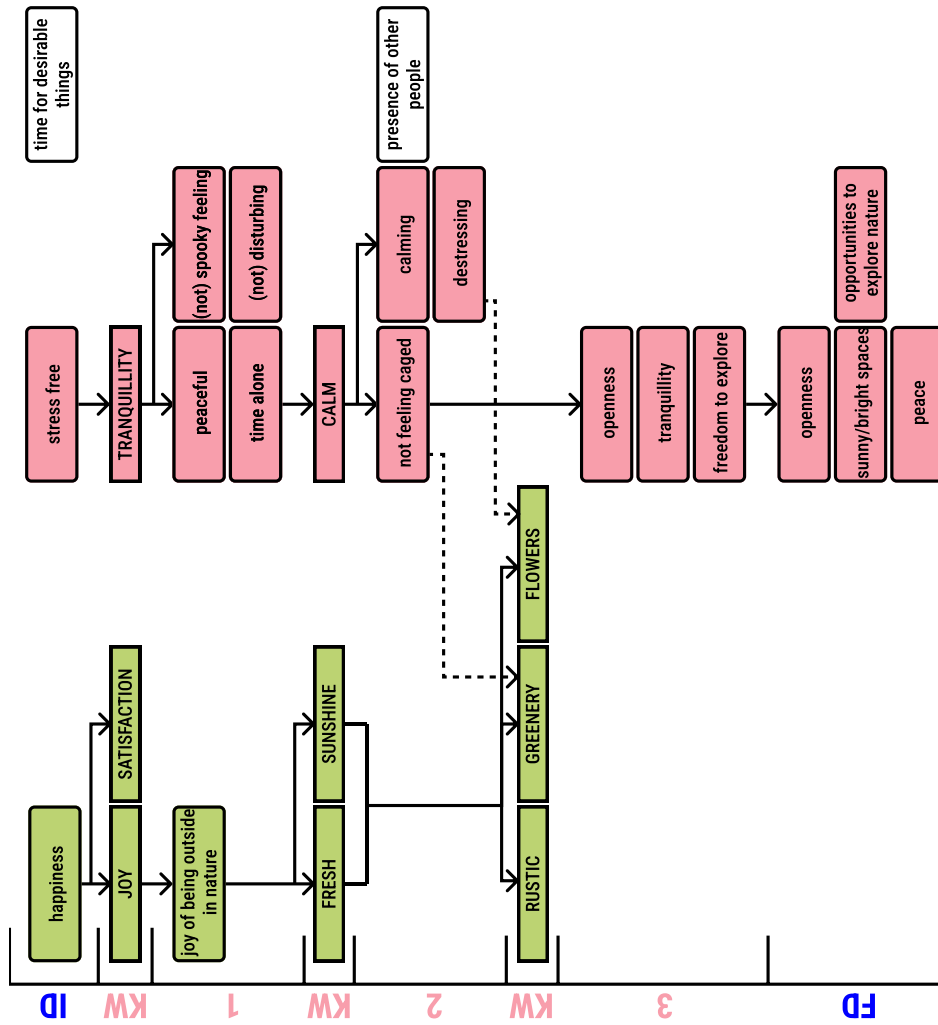 time for desirable
things
stress free
happiness
TRANQUILLITY
SATISFACTION
JOY
(not) spooky feeling
(not) disturbing
peaceful
time alone
joy of being outside
in nature
CALM
SUNSHINE
FRESH
presence of other
people
calming
destressing
not feeling caged
FLOWERS
GREENERY
RUSTIC
openness
tranquillity
freedom to explore
opportunities to
explore nature
openness
sunny/bright spaces
peace
ID
KW
1
KW
2
KW
3
FD